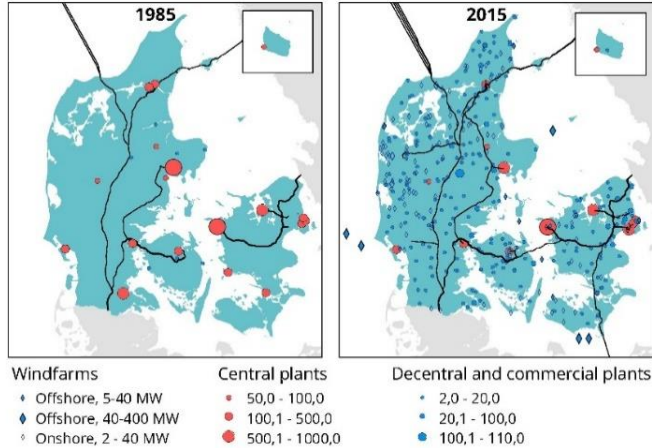 1985
2015
Windfarms
Offshore, 5-40 MW
Offshore, 40-400 MW
Onshore, 2 - 40 MW
Central plants
50,0 - 100,0
100,1 - 500,0
500,1 - 1000,0
Decentral and commercial plants
2,0 - 20,0
20,1 - 100,0
100,1 - 110,0